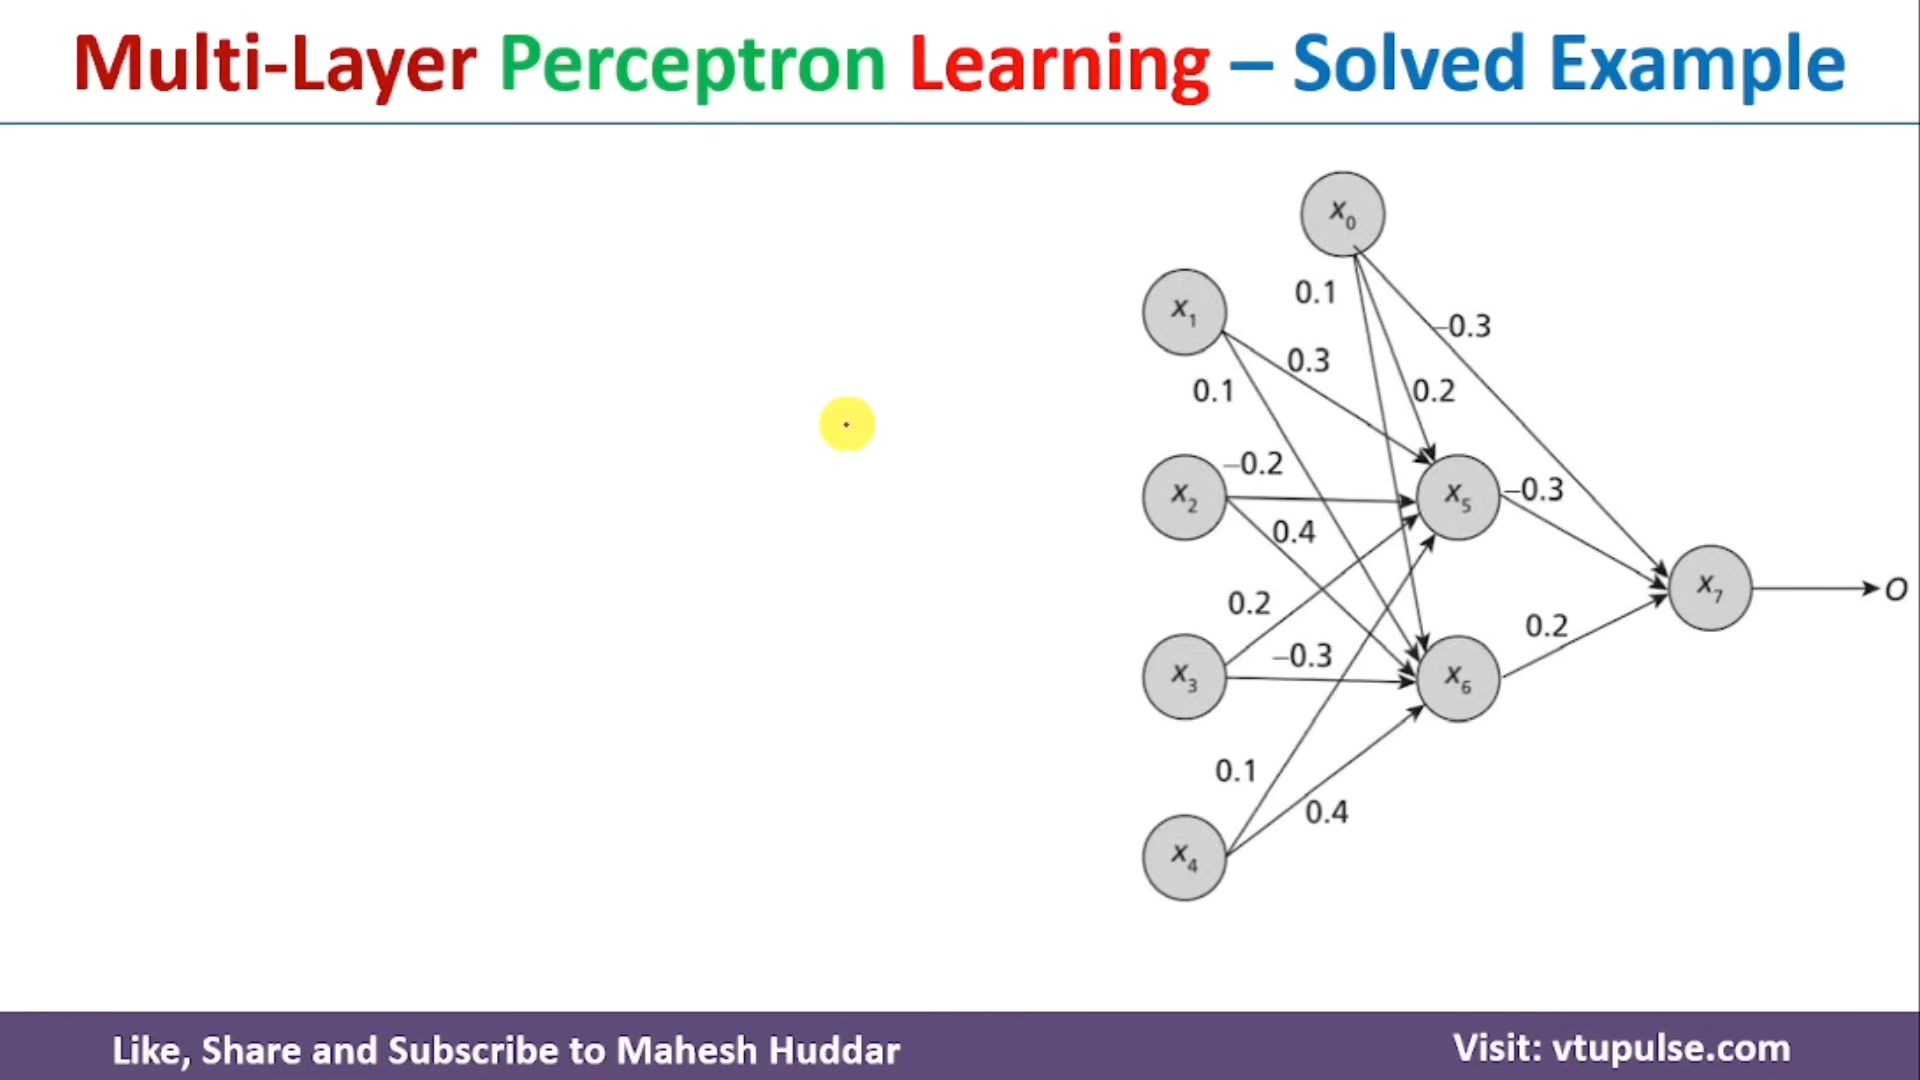 Multi-Layer Perceptron Learning – Solved Example
x0
x1
0.1
–0.3
0.3
0.1
0.2
–0.2
x2
x5
–0.3
0.4
x7
O
0.2
0.2
–0.3
x3
x6
0.1
0.4
x4
Like, Share and Subscribe to Mahesh Huddar
Visit: vtupulse.com